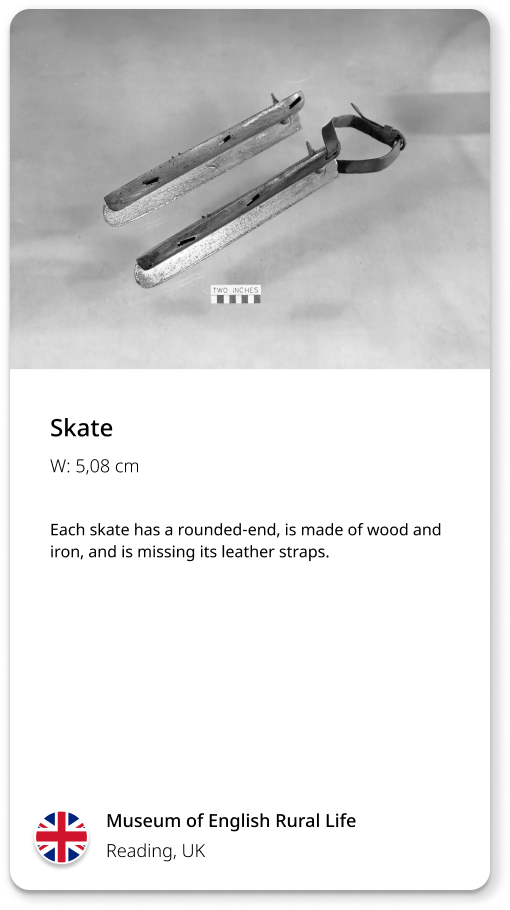 TWO INCHES
Skate
W: 5,08 cm
Each skate has a rounded-end, is made of wood and
iron, and is missing its leather straps.
Museum of English Rural Life
Reading, UK